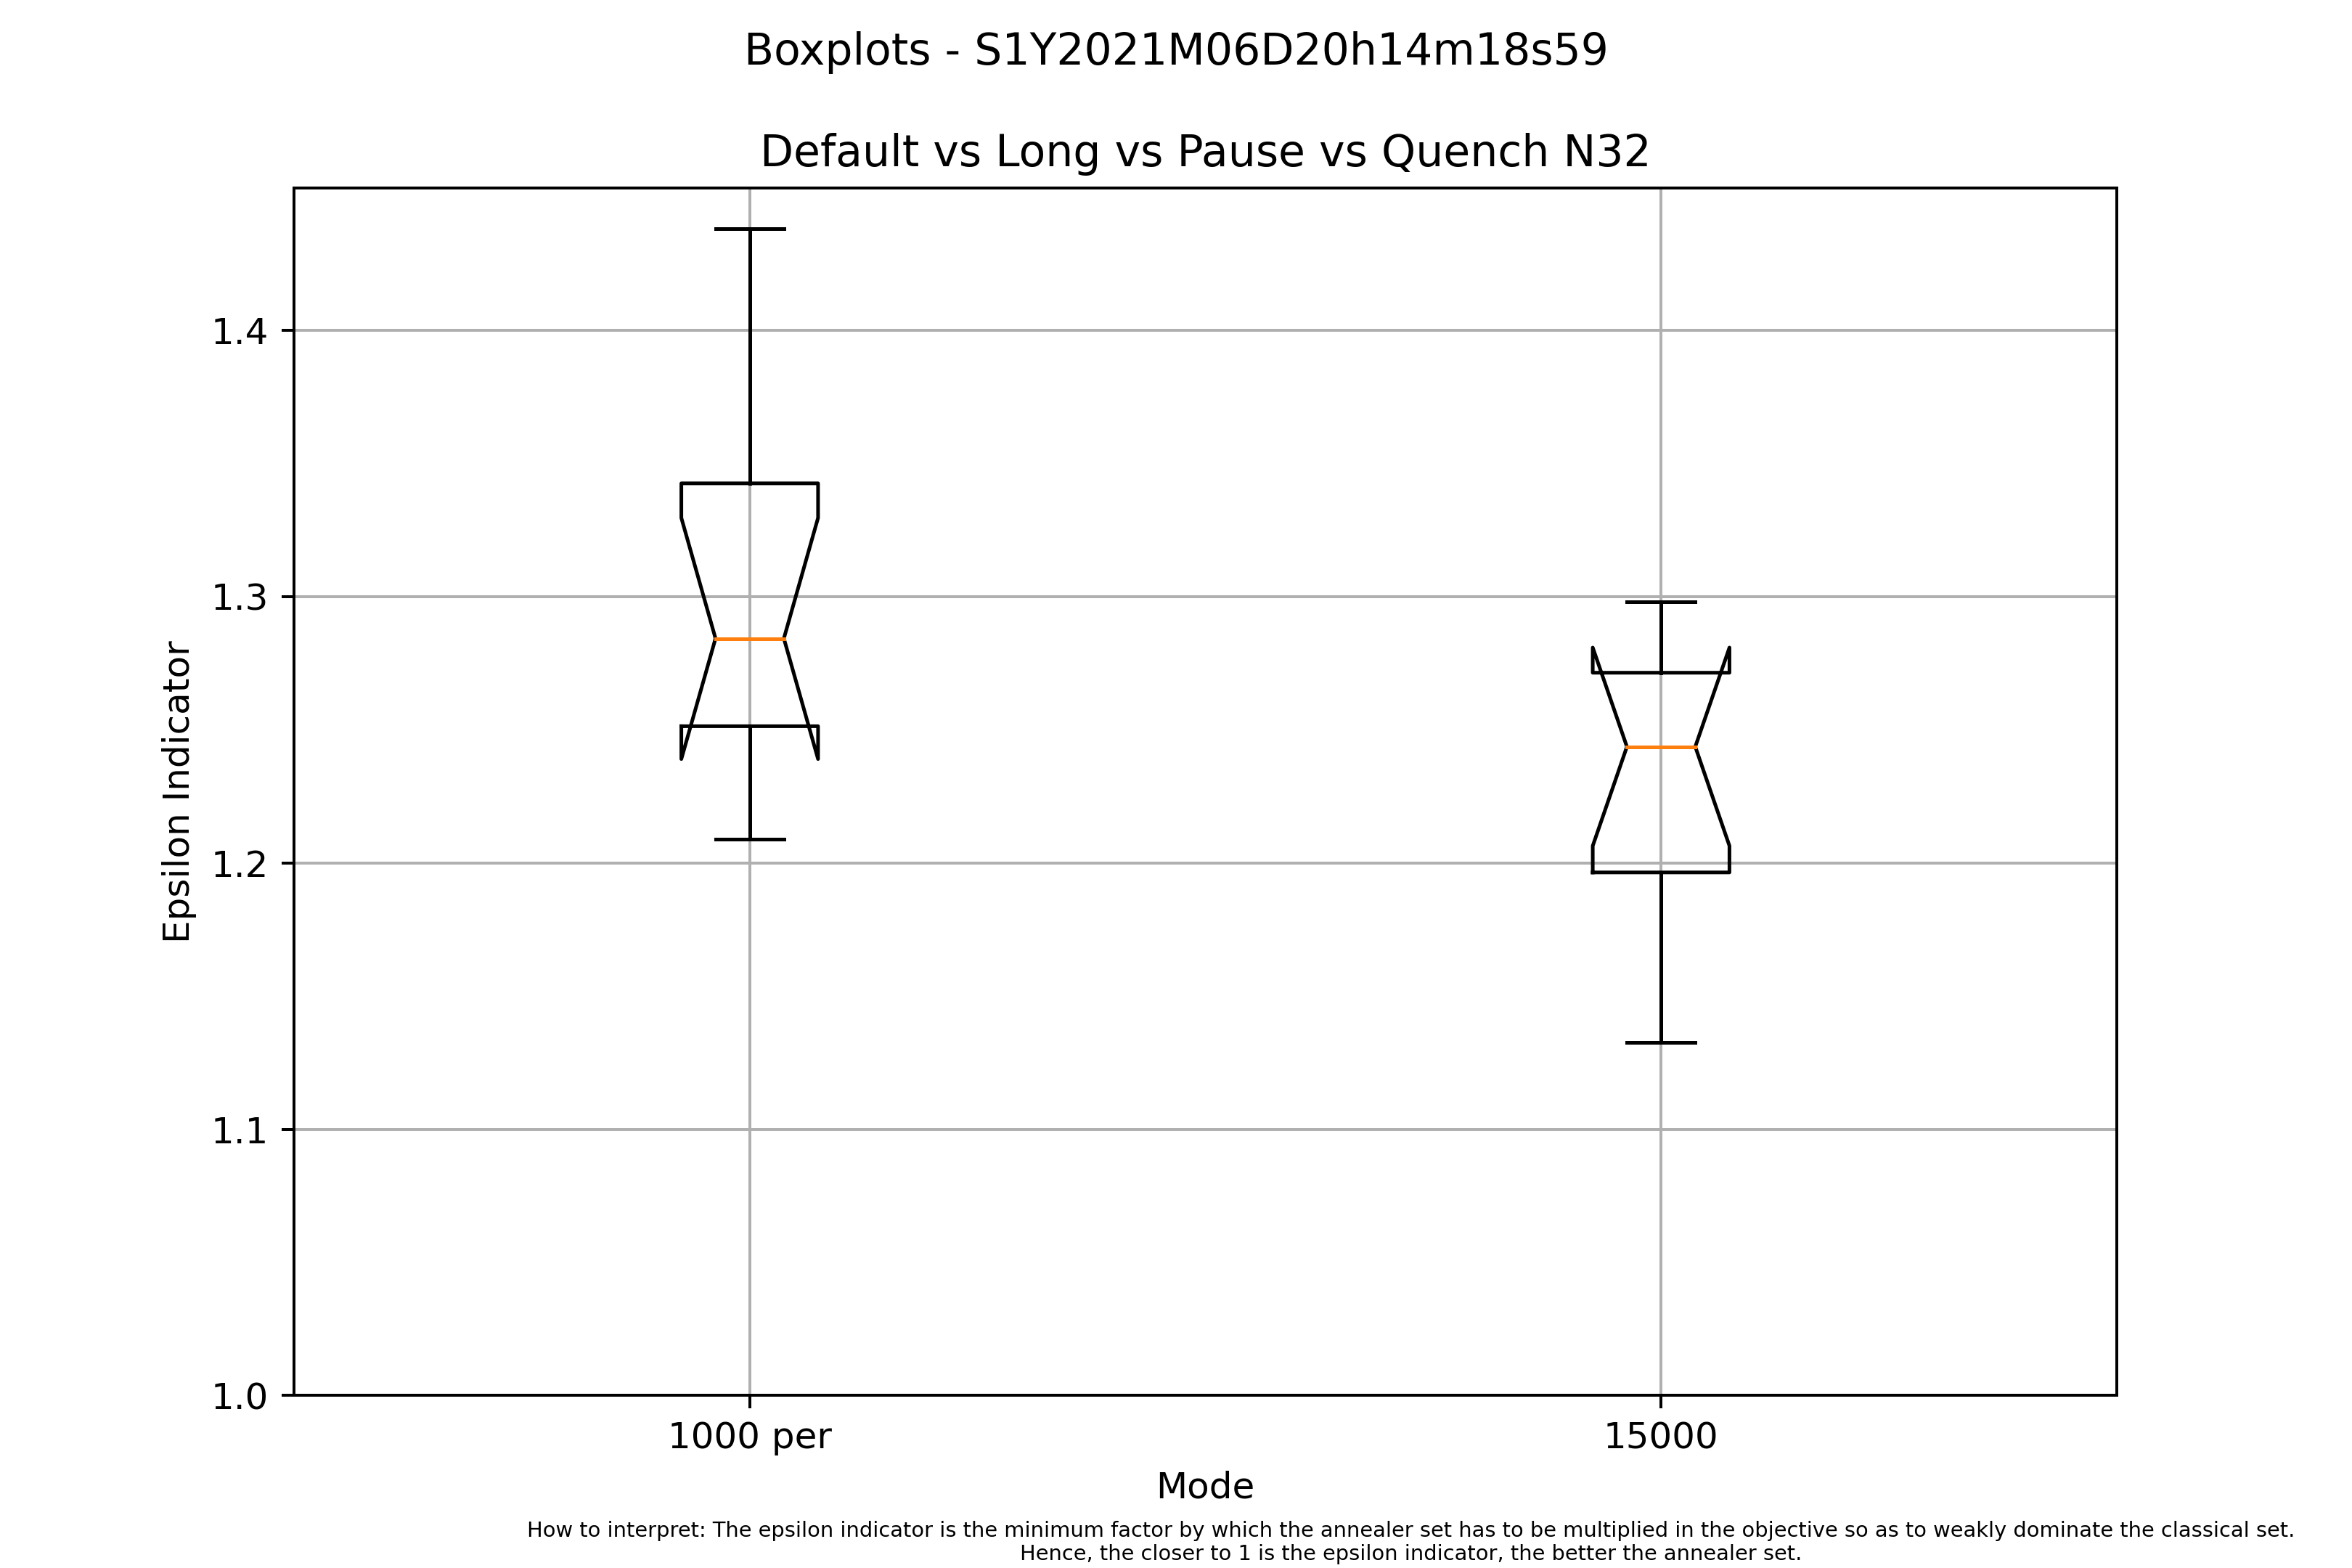 Boxplots - S1Y2021M06D20h14m18s59
Default vs Long vs Pause vs Quench N32
Epsilon Indicator
1.4
1.3
1.2
1.1
1.0
1000 per
15000
Mode
How to interpret: The epsilon indicator is the minimum factor by which the annealer set has to be multiplied in the objective so as to weakly dominate the classical set.
Hence, the closer to 1 is the epsilon indicator, the better the annealer set.